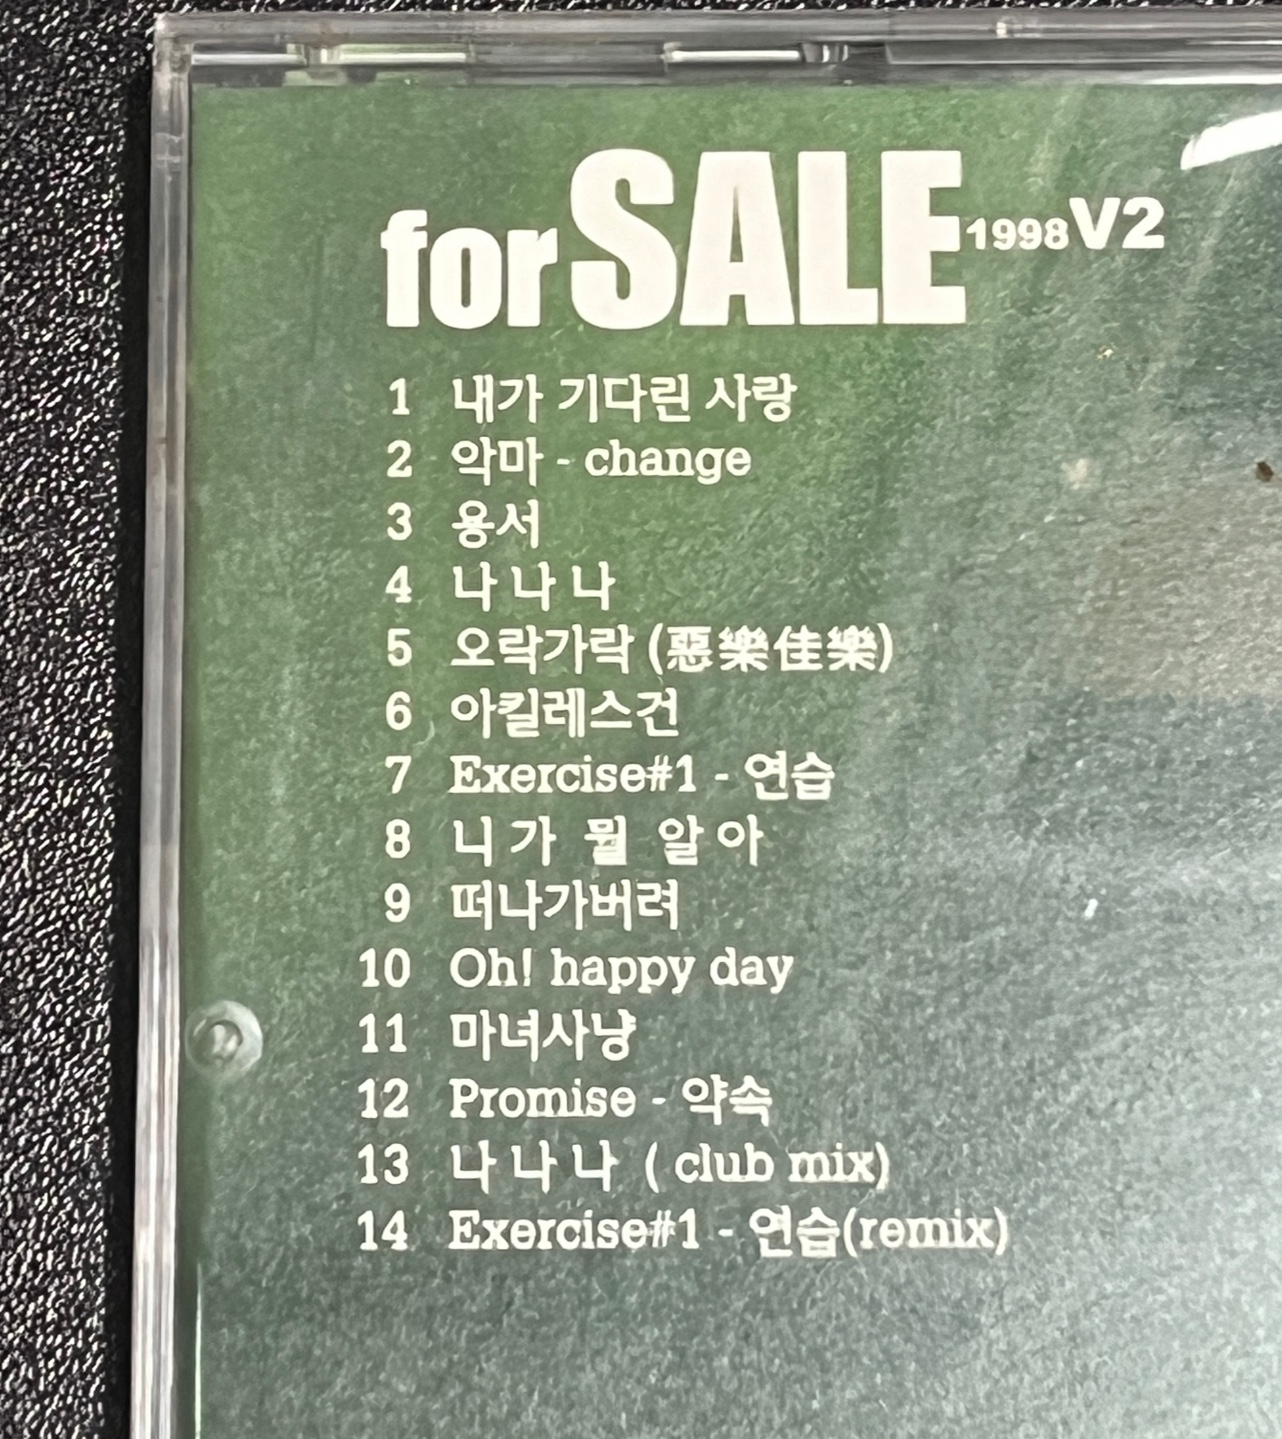 for SALE 1998 V2
1 내가 기다린 사랑
2 악마 - change
3 용서
4 나 나 나
5 오락가락 (惡樂佳樂)
6 아킬레스건
7 Exercise#1 - 연습
8 니 가 뭘 알 아
9 떠나가버려
10 Oh! happy day
11 마녀사냥
12 Promise - 약속
13 나 나 나 ( club mix)
14 Exercise#1 - 연습(remix)